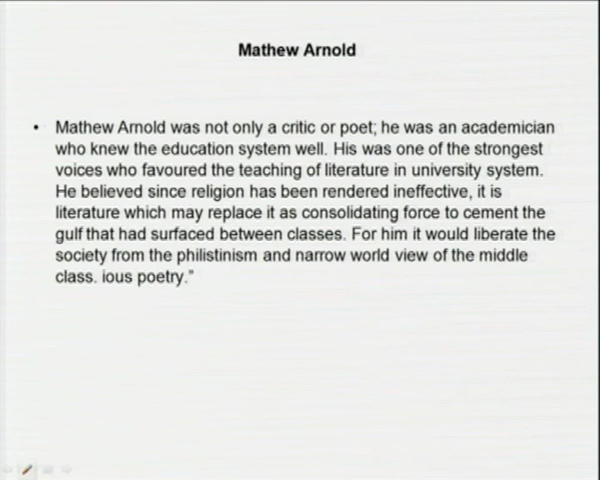 Mathew Arnold
• Mathew Arnold was not only a critic or poet; he was an academician
who knew the education system well. His was one of the strongest
voices who favoured the teaching of literature in university system.
He believed since religion has been rendered ineffective, it is
literature which may replace it as consolidating force to cement the
gulf that had surfaced between classes. For him it would liberate the
society from the philistinism and narrow world view of the middle
class. ious poetry."